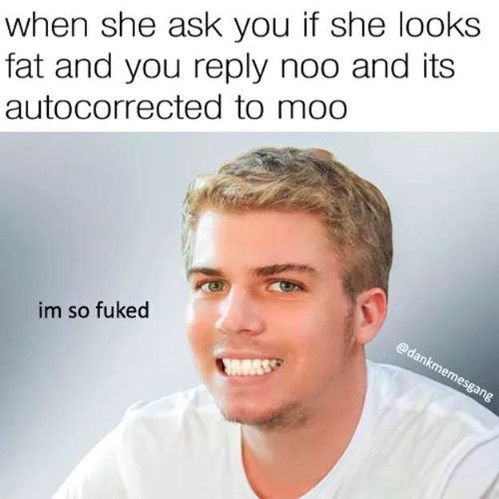 when she ask you if she looks
fat and you reply noo and its
autocorrected to moo
im so fuked
@dankmemesgang